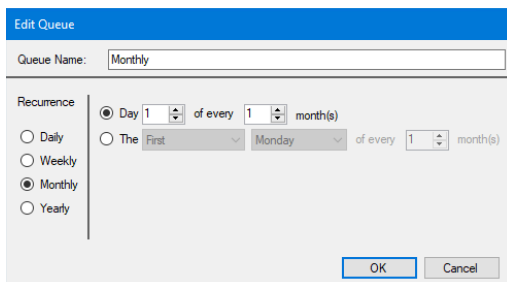 Edit Queue
Queue Name: Monthly
Recurrence
Day 1 of every 1 month(s)
The First Monday of every 1 month(s)
Daily
Weekly
Monthly
Yearly
OK Cancel